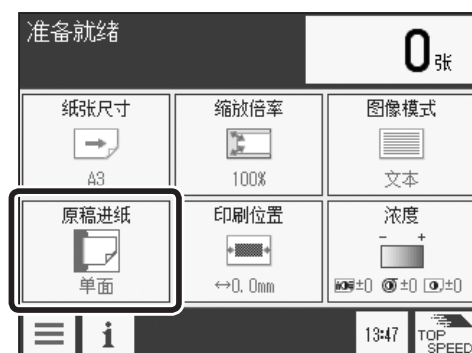 准备就绪
0张
纸张尺寸
缩放倍率
图像模式
A3
100%
文本
原稿进纸
印刷位置
浓度
- +
单面
↔0.0mm
±0 ±0 ±0
i
13:47
TOP
SPEED